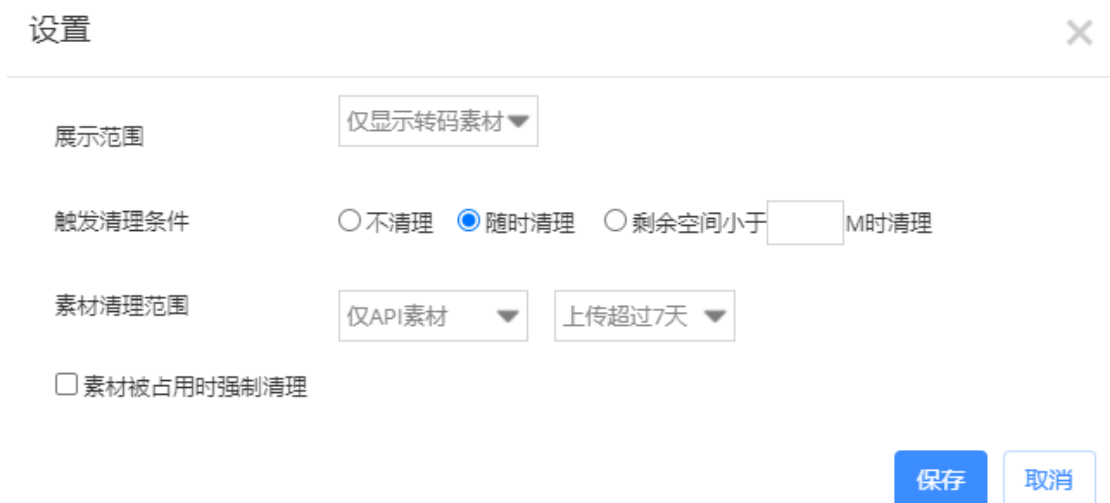 设置
展示范围 仅显示转码素材
触发清理条件 不清理 随时清理 剩余空间小于 M时清理
素材清理范围 仅API素材 上传超过7天
素材被占用时强制清理
保存 取消